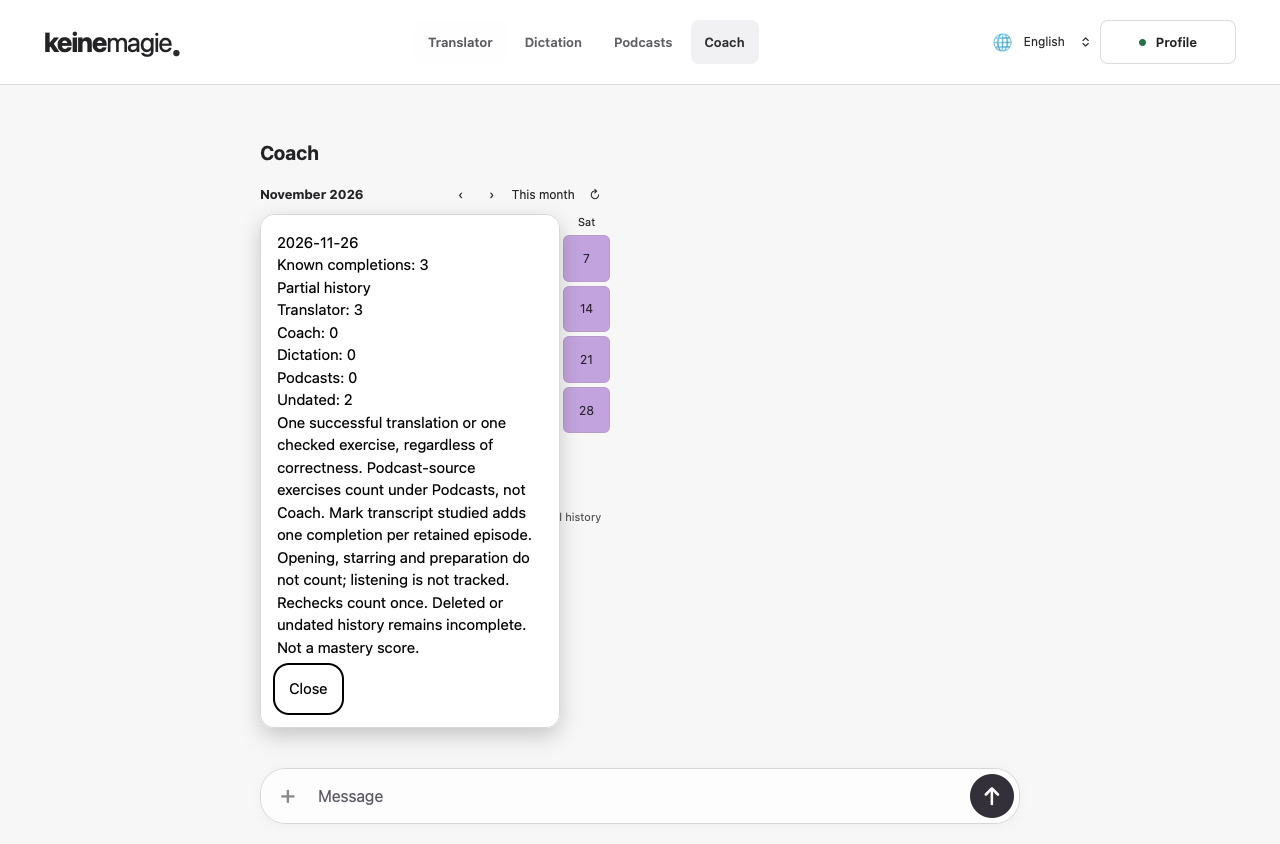 keinemagie.
Translator
Dictation
Podcasts
Coach
English
Profile
Coach
November 2026
‹
›
This month
↻
Sat
7
14
21
28
2026-11-26
Known completions: 3
Partial history
Translator: 3
Coach: 0
Dictation: 0
Podcasts: 0
Undated: 2
One successful translation or one
checked exercise, regardless of
correctness. Podcast-source
exercises count under Podcasts, not
Coach. Mark transcript studied adds
one completion per retained episode.
Opening, starring and preparation do
not count; listening is not tracked.
Rechecks count once. Deleted or
undated history remains incomplete.
Not a mastery score.
Close
history
+
Message